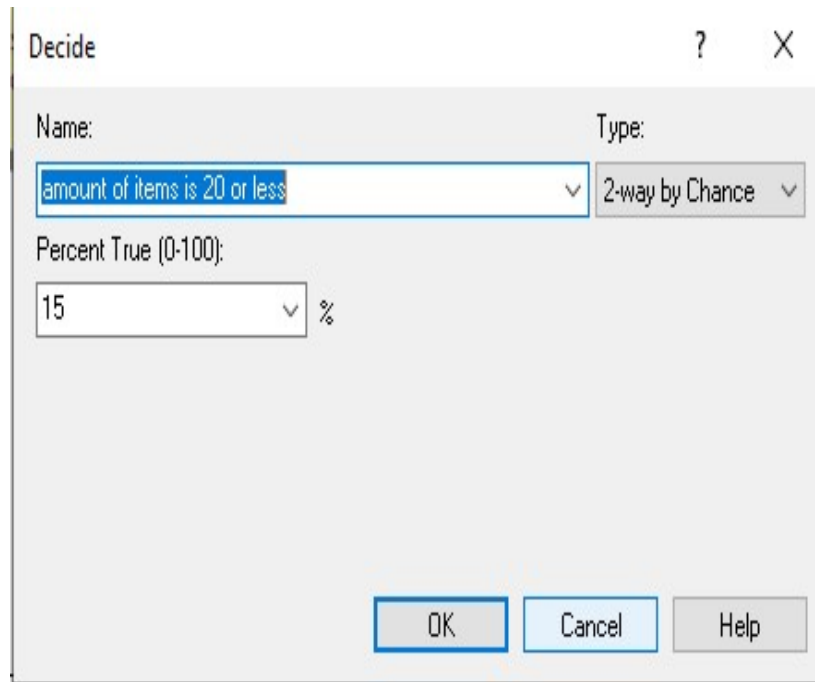 Decide ? X
Name: Type:
amount of items is 20 or less 2-way by Chance
Percent True (0-100):
15 %
OK Cancel Help